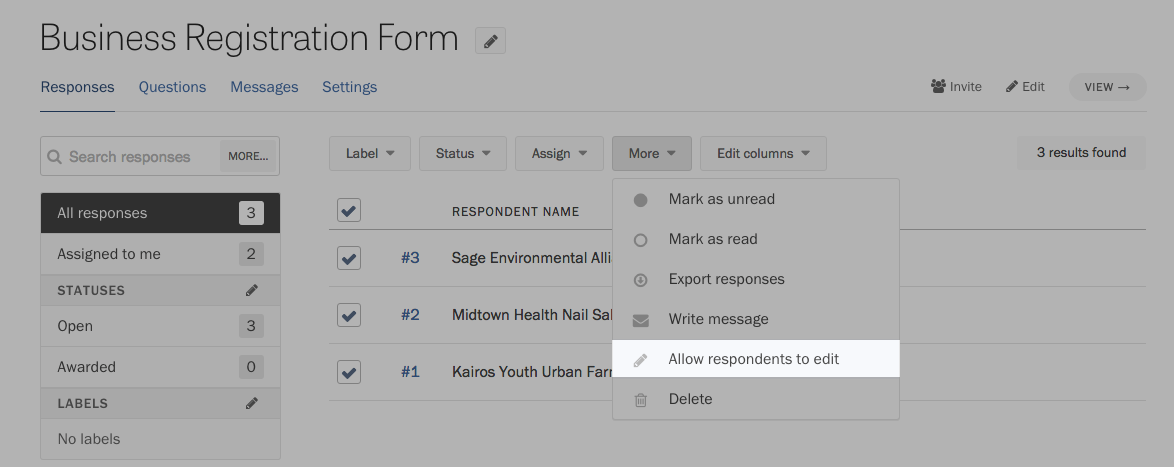 Business Registration Form
Responses Questions Messages Settings Invite Edit VIEW →
Search responses MORE... Label Status Assign More Edit columns 3 results found
All responses 3
Assigned to me 2
STATUSES
Open 3
Awarded 0
LABELS
No labels
RESPONDENT NAME
#3 Sage Environmental
#2 Midtown Health Nail
#1 Kairos Youth Urban
Mark as unread
Mark as read
Export responses
Write message
Allow respondents to edit
Delete